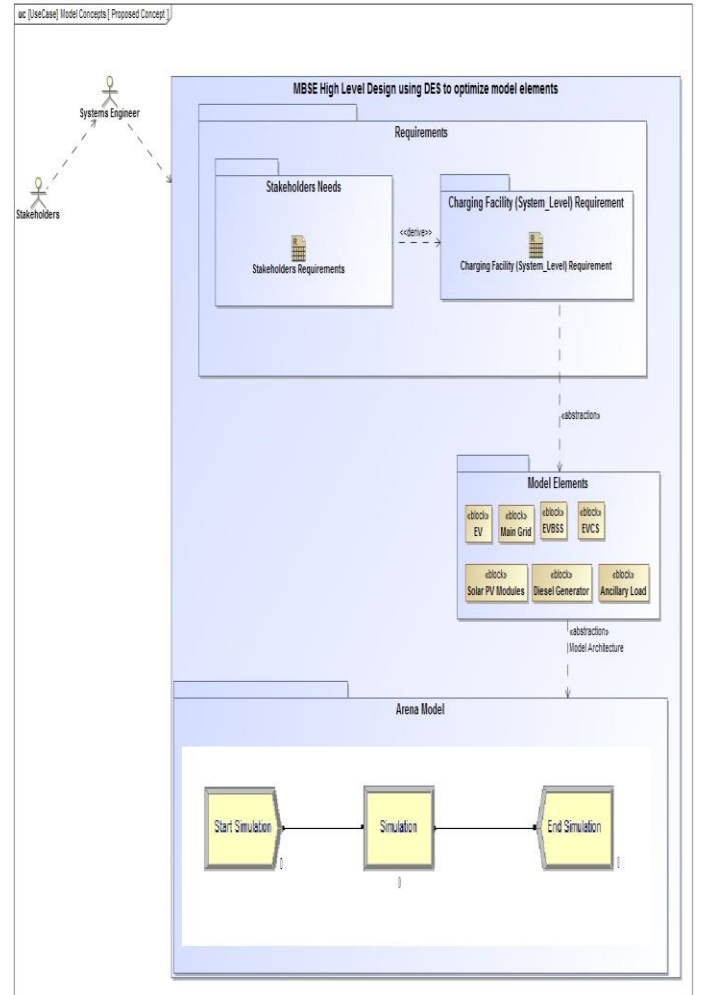 uc [UseCase] Model Concepts [ Proposed Concept ]
Systems Engineer
Stakeholders
MBSE High Level Design using DES to optimize model elements
Requirements
Stakeholders Needs
Stakeholders Requirements
<<derive>>
Charging Facility (System_Level) Requirement
Charging Facility (System_Level) Requirement
«abstraction»
Model Elements
«block»
EV
«block»
Main Grid
«block»
EVBSS
«block»
EVCS
«block»
Solar PV Modules
«block»
Diesel Generator
«block»
Ancillary Load
«abstraction»
Model Architecture
Arena Model
Start Simulation
0
Simulation
0
End Simulation
0